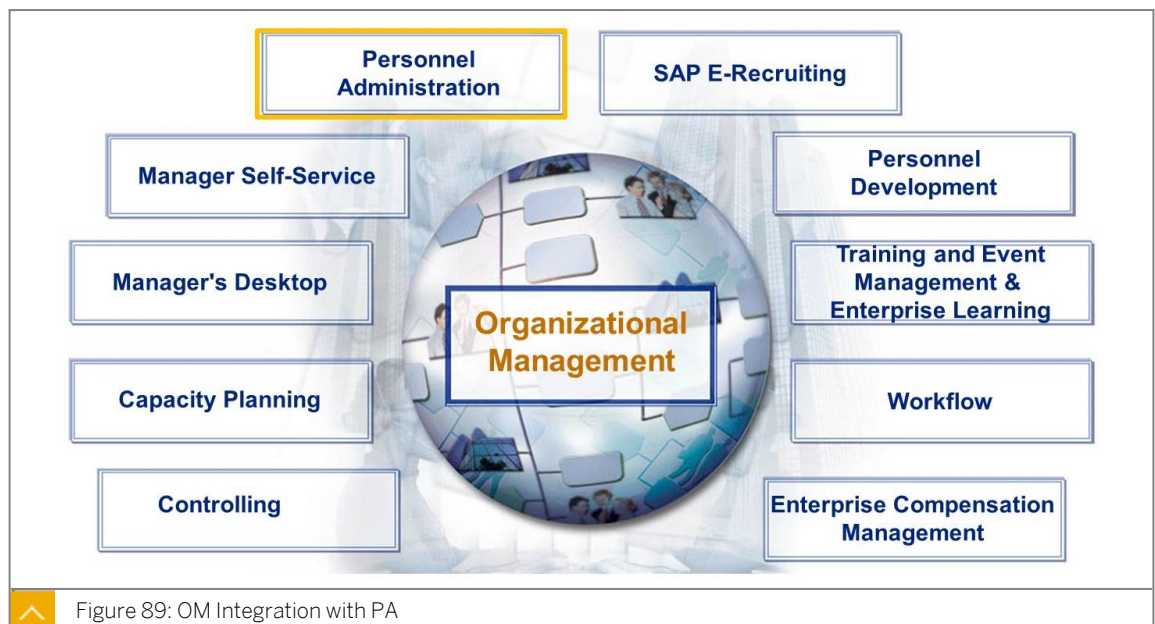 Personnel
Administration
SAP E-Recruiting
Manager Self-Service
Personnel
Development
Manager's Desktop
Training and Event
Management &
Enterprise Learning
Organizational
Management
Capacity Planning
Workflow
Controlling
Enterprise Compensation
Management
Figure 89: OM Integration with PA